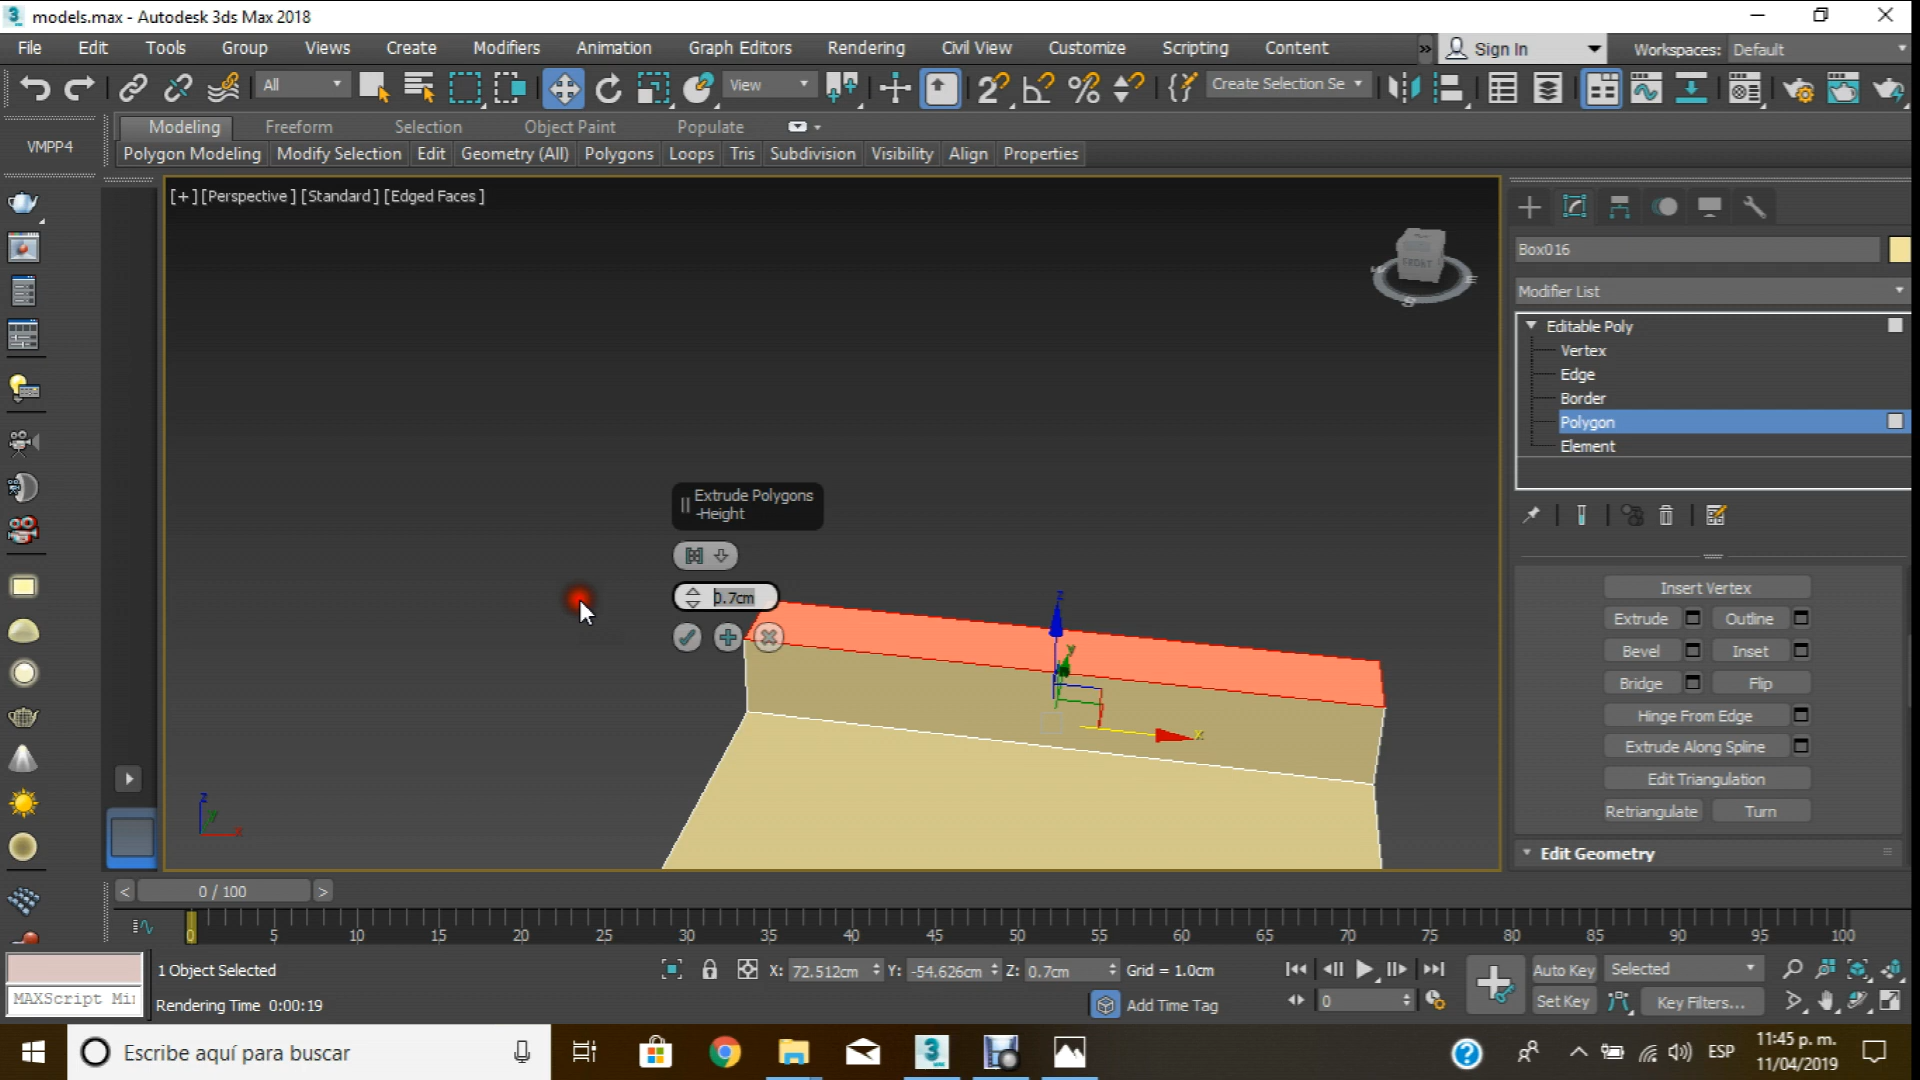 models.max - Autodesk 3ds Max 2018
File Edit Tools Group Views Create Modifiers Animation Graph Editors Rendering Civil View Customize Scripting Content » Sign In Workspaces: Default
All View Create Selection Se
VMPP4 Modeling Freeform Selection Object Paint Populate
Polygon Modeling Modify Selection Edit Geometry (All) Polygons Loops Tris Subdivision Visibility Align Properties
[+] [Perspective ] [Standard ] [Edged Faces ]
FRONT
S
E
Box016
Modifier List
Editable Poly
Vertex
Edge
Border
Polygon
Element
Extrude Polygons
-Height
0.7cm
z
y
x
z
y
x
Insert Vertex
Extrude Outline
Bevel Inset
Bridge Flip
Hinge From Edge
Extrude Along Spline
Edit Triangulation
Retriangulate Turn
Edit Geometry
< 0 / 100 >
0 5 10 15 20 25 30 35 40 45 50 55 60 65 70 75 80 85 90 95 100
1 Object Selected X: 72.512cm Y: -54.626cm Z: 0.7cm Grid = 1.0cm Auto Key Selected
MAXScript Mi Rendering Time 0:00:19 Add Time Tag 0 Set Key Key Filters...
Escribe aquí para buscar
ESP
11:45 p. m.
11/04/2019